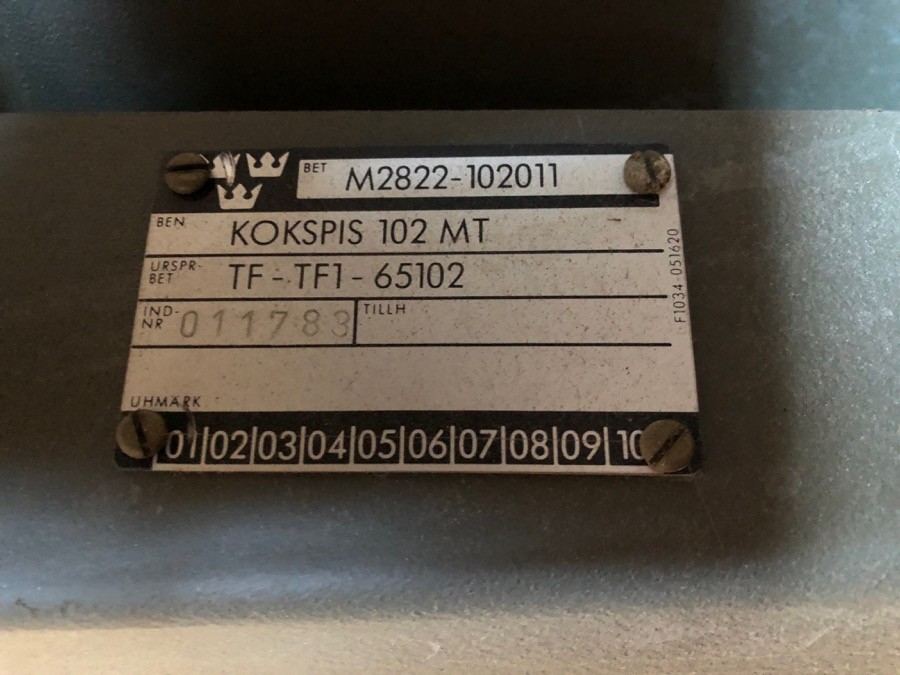 BET M2822-102011
BEN KOKSPIS 102 MT
URSPR-
BET TF-TF1-65102
IND-
NR 011783 TILLH
F1034-051620
UHMÄRK
01|02|03|04|05|06|07|08|09|10